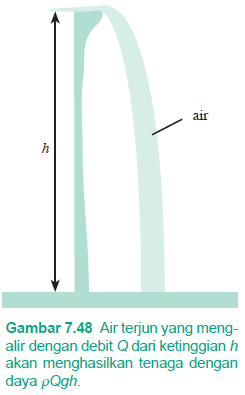 air
h
Gambar 7.48 Air terjun yang meng-
alir dengan debit Q dari ketinggian h
akan menghasilkan tenaga dengan
daya ρQgh.